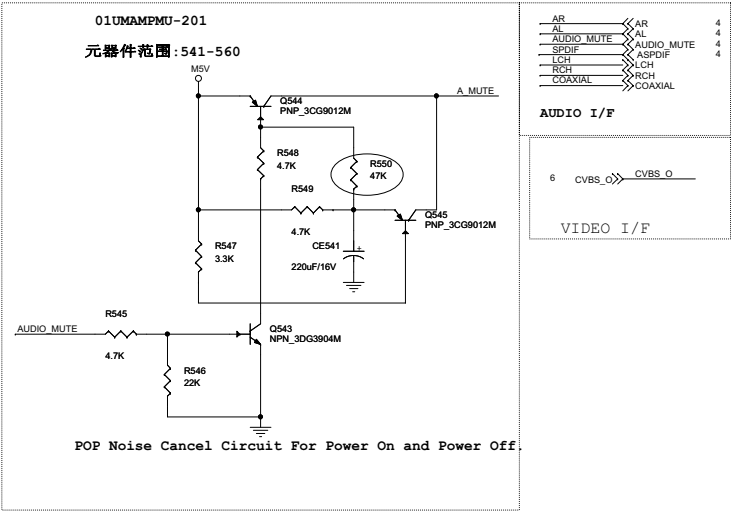 01UMAMPMU-201
元器件范围:541-560
M5V
Q544
PNP_3CG9012M
A_MUTE
R548
4.7K
R550
47K
R549
4.7K
Q545
PNP_3CG9012M
R547
3.3K
CE541
+
220uF/16V
R545
AUDIO_MUTE
4.7K
Q543
NPN_3DG3904M
R546
22K
POP Noise Cancel Circuit For Power On and Power Off.
AR AR 4
AL AL 4
AUDIO_MUTE AUDIO_MUTE 4
SPDIF ASPDIF 4
LCH LCH
RCH RCH
COAXIAL COAXIAL
AUDIO I/F
6 CVBS_O CVBS_O
VIDEO I/F